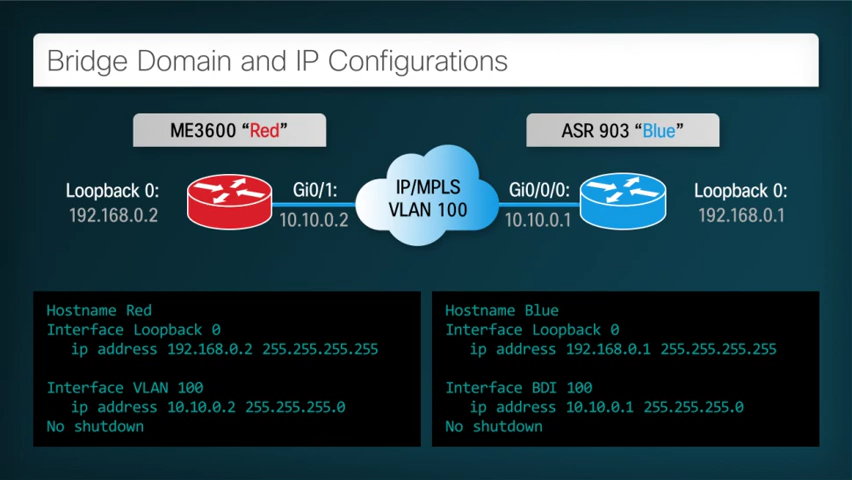 Bridge Domain and IP Configurations
ME3600 “Red”
ASR 903 “Blue”
Loopback 0:
192.168.0.2
Gi0/1:
10.10.0.2
IP/MPLS
VLAN 100
Gi0/0/0:
10.10.0.1
Loopback 0:
192.168.0.1
Hostname Red
Interface Loopback 0
ip address 192.168.0.2 255.255.255.255
Interface VLAN 100
ip address 10.10.0.2 255.255.255.0
No shutdown
Hostname Blue
Interface Loopback 0
ip address 192.168.0.1 255.255.255.255
Interface BDI 100
ip address 10.10.0.1 255.255.255.0
No shutdown